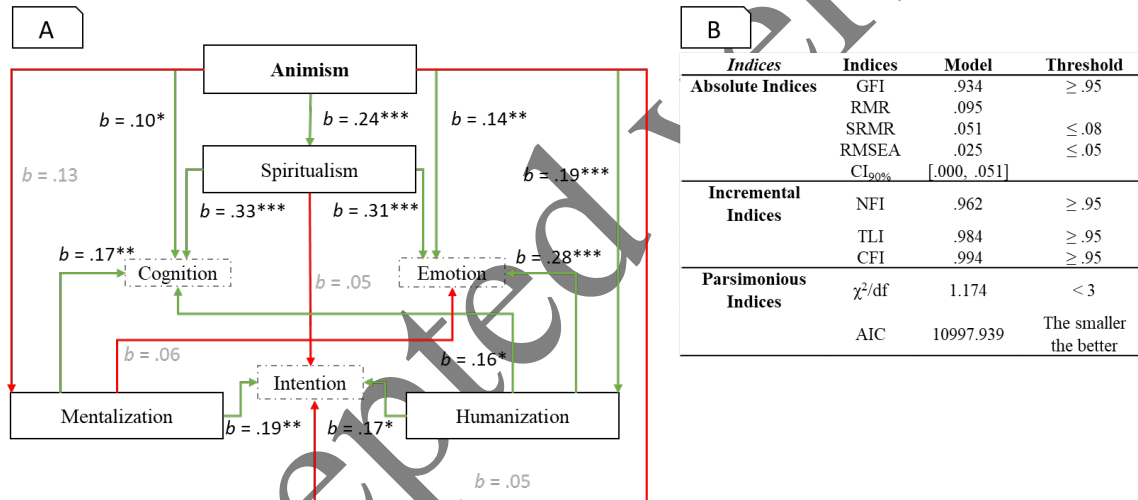 A
Animism
b = .10*
b = .24***
b = .14**
b = .13
Spiritualism
b = .19***
b = .33***
b = .31***
b = .17**
Cognition
Emotion
b = .28***
b = .05
b = .06
b = .16*
Intention
Mentalization
Humanization
b = .19**
b = .17*
b = .05
B
Indices Indices Model Threshold
Absolute Indices GFI .934 ≥ .95
RMR .095
SRMR .051 ≤ .08
RMSEA .025 ≤ .05
CI90% [.000, .051]
Incremental
Indices
NFI .962 ≥ .95
TLI .984 ≥ .95
CFI .994 ≥ .95
Parsimonious
Indices
χ²/df 1.174 < 3
AIC 10997.939 The smaller
the better